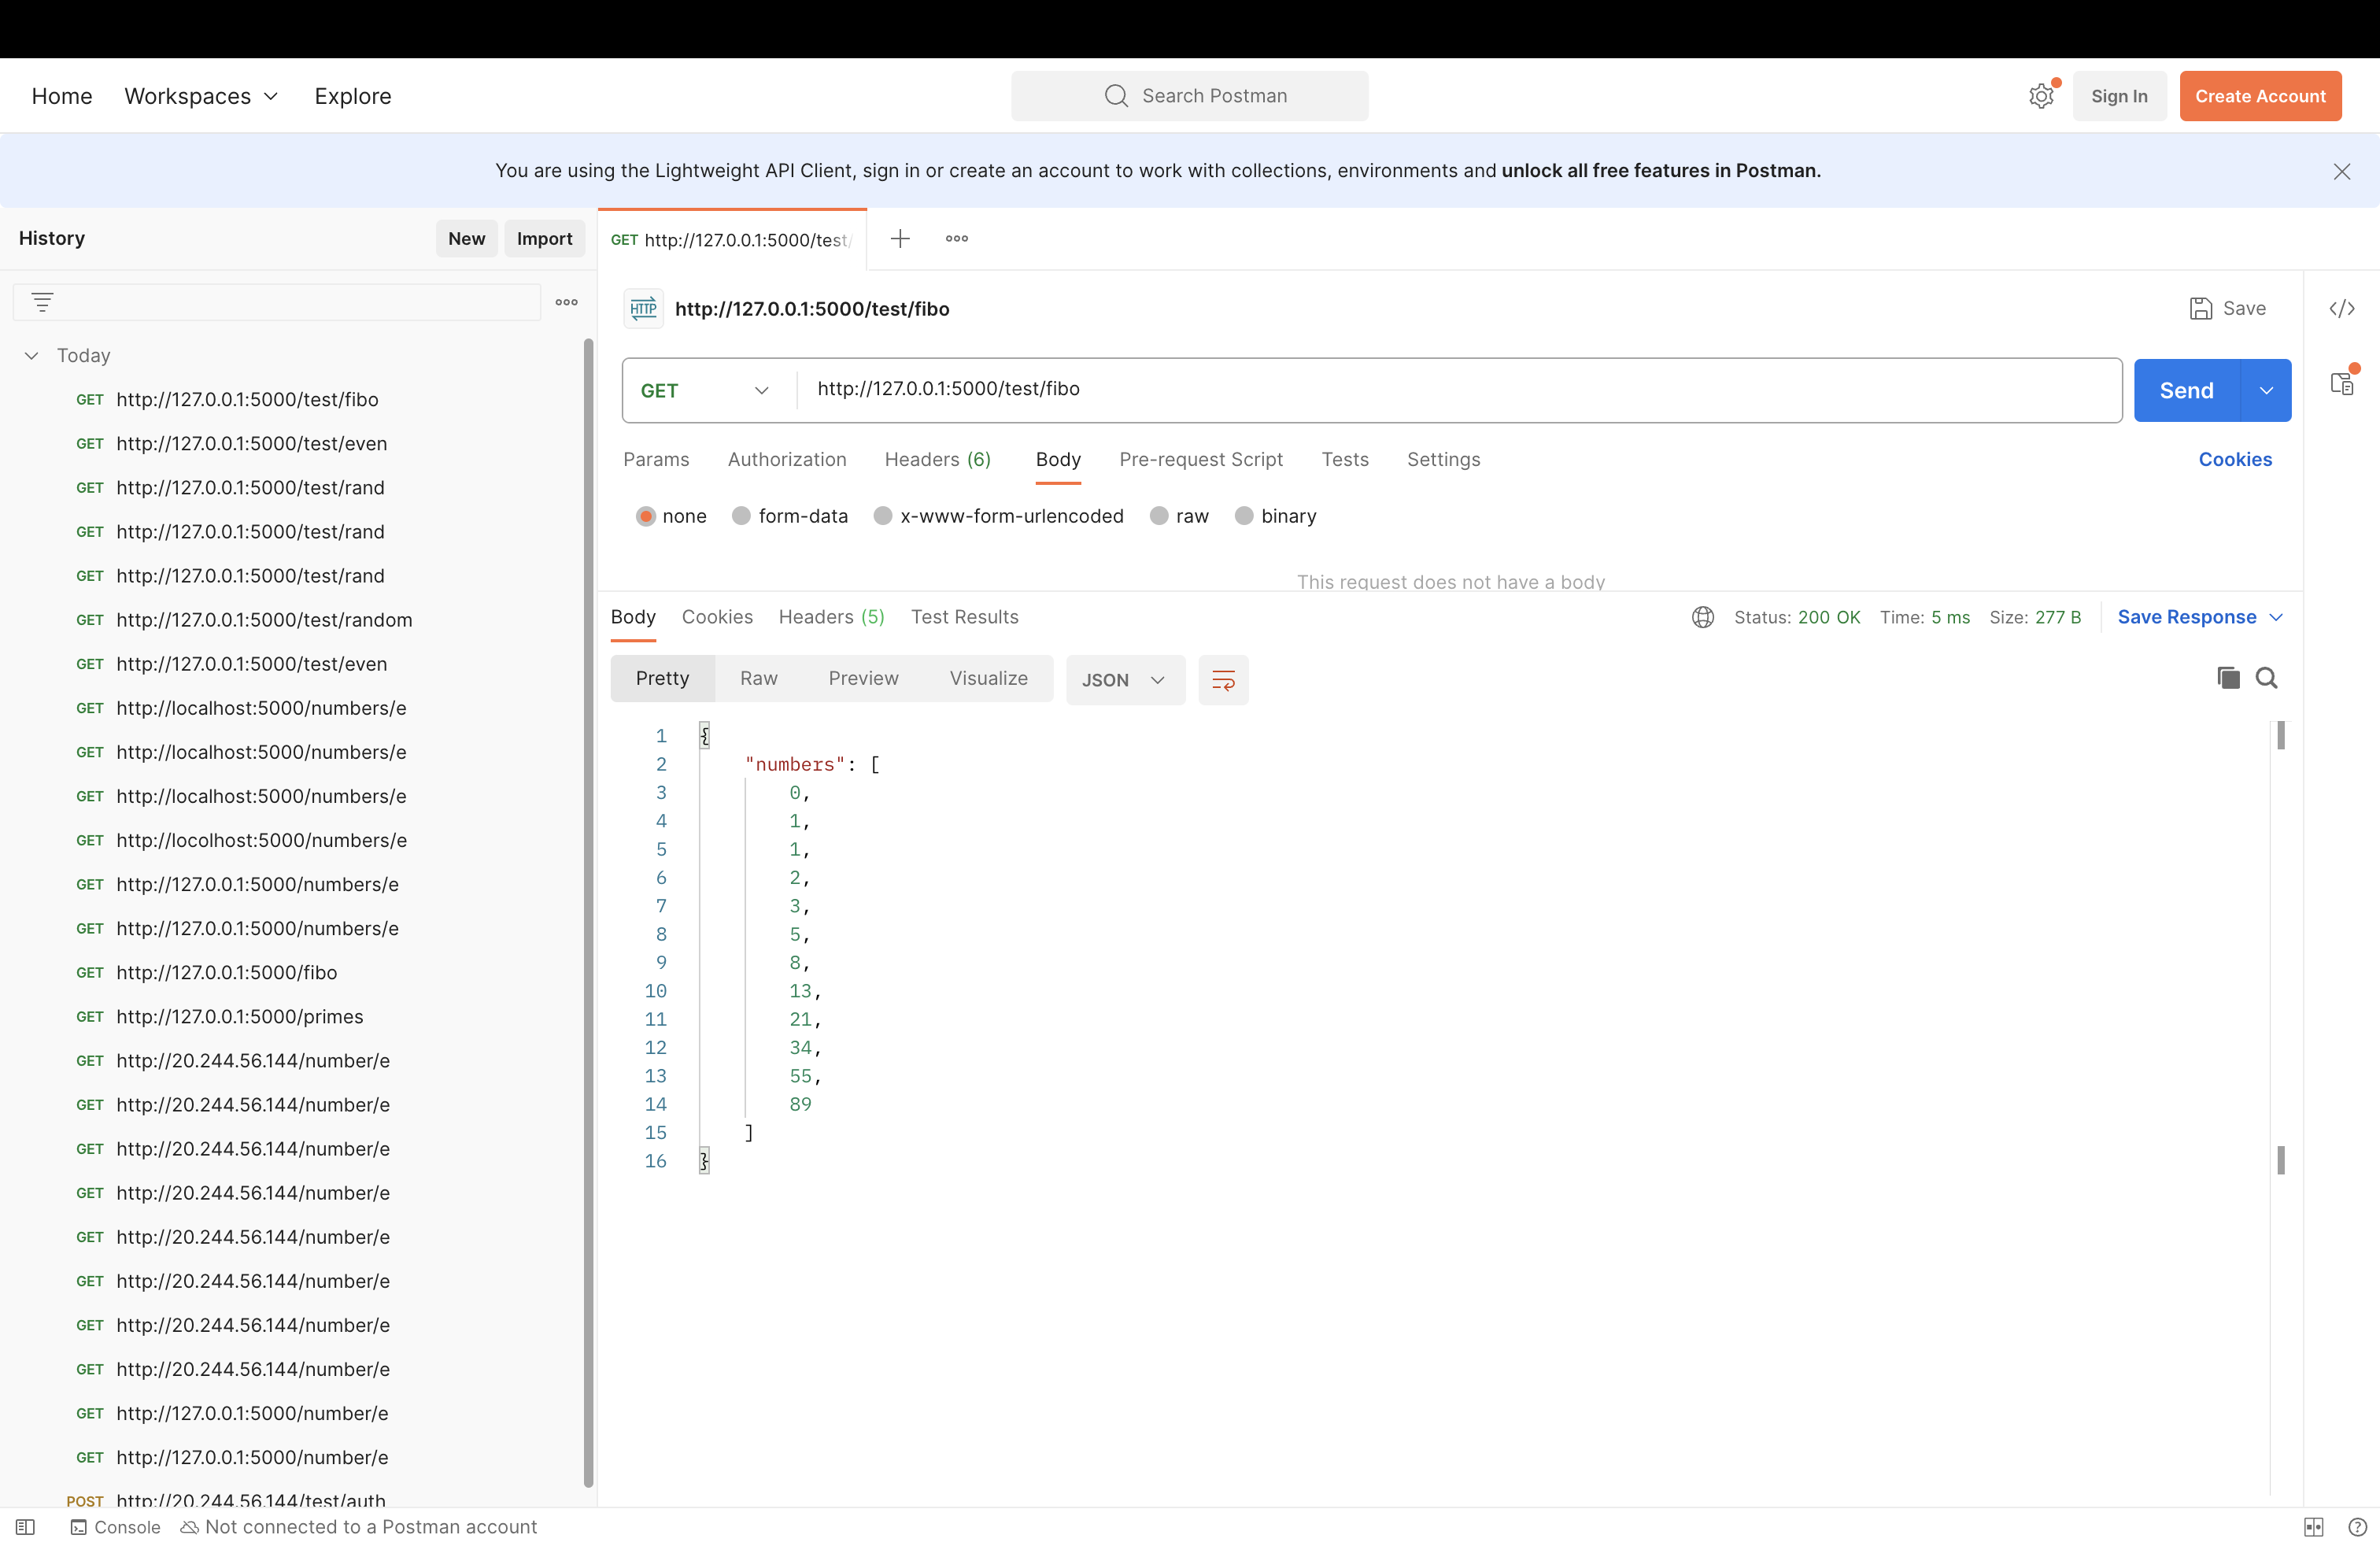 Home Workspaces Explore Search Postman Sign In Create Account
You are using the Lightweight API Client, sign in or create an account to work with collections, environments and unlock all free features in Postman.
History New Import
GET http://127.0.0.1:5000/test/
Today
GET http://127.0.0.1:5000/test/fibo
GET http://127.0.0.1:5000/test/even
GET http://127.0.0.1:5000/test/rand
GET http://127.0.0.1:5000/test/rand
GET http://127.0.0.1:5000/test/rand
GET http://127.0.0.1:5000/test/random
GET http://127.0.0.1:5000/test/even
GET http://localhost:5000/numbers/e
GET http://localhost:5000/numbers/e
GET http://localhost:5000/numbers/e
GET http://locolhost:5000/numbers/e
GET http://127.0.0.1:5000/numbers/e
GET http://127.0.0.1:5000/numbers/e
GET http://127.0.0.1:5000/fibo
GET http://127.0.0.1:5000/primes
GET http://20.244.56.144/number/e
GET http://20.244.56.144/number/e
GET http://20.244.56.144/number/e
GET http://20.244.56.144/number/e
GET http://20.244.56.144/number/e
GET http://20.244.56.144/number/e
GET http://20.244.56.144/number/e
GET http://20.244.56.144/number/e
GET http://127.0.0.1:5000/number/e
GET http://127.0.0.1:5000/number/e
POST http://20.244.56.144/test/auth
HTTP http://127.0.0.1:5000/test/fibo Save
GET http://127.0.0.1:5000/test/fibo Send
Params Authorization Headers (6) Body Pre-request Script Tests Settings Cookies
none form-data x-www-form-urlencoded raw binary
This request does not have a body
Body Cookies Headers (5) Test Results Status: 200 OK Time: 5 ms Size: 277 B Save Response
Pretty Raw Preview Visualize JSON
1 {
2 "numbers": [
3 0,
4 1,
5 1,
6 2,
7 3,
8 5,
9 8,
10 13,
11 21,
12 34,
13 55,
14 89
15 ]
16 }
Console Not connected to a Postman account